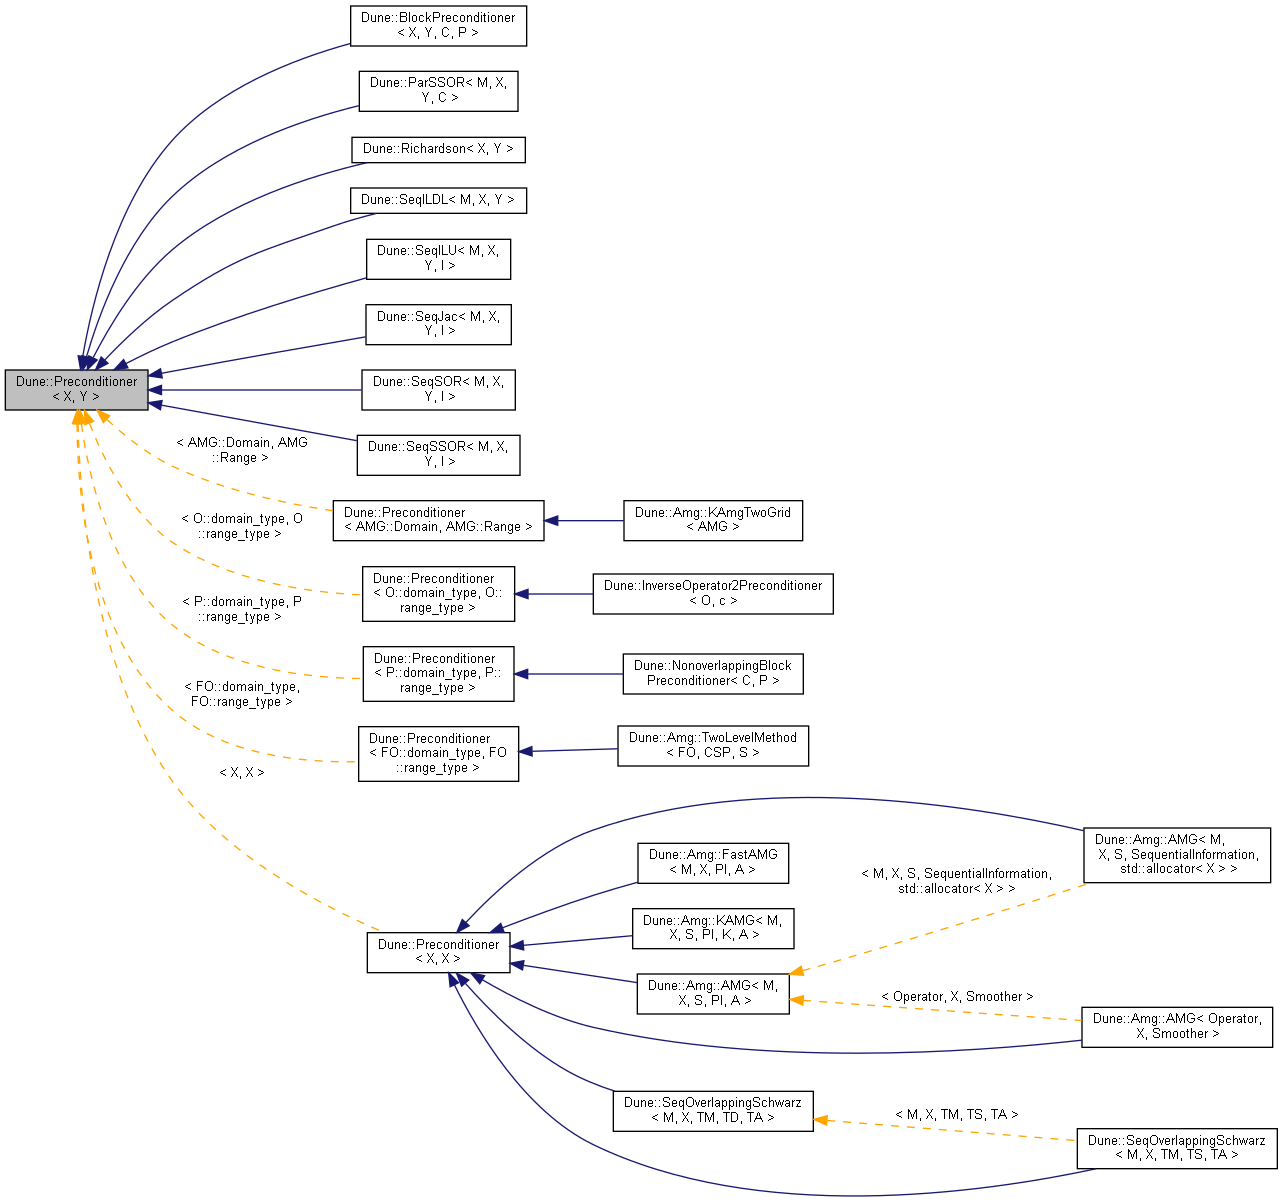 Dune::BlockPreconditioner
< X, Y, C, P >
Dune::ParSSOR< M, X,
Y, C >
Dune::Richardson< X, Y >
Dune::SeqILDL< M, X, Y >
Dune::SeqILU< M, X,
Y, l >
Dune::SeqJac< M, X,
Y, l >
Dune::Preconditioner
< X, Y >
Dune::SeqSOR< M, X,
Y, l >
Dune::SeqSSOR< M, X,
Y, l >
< AMG::Domain, AMG
::Range >
Dune::Preconditioner
< AMG::Domain, AMG::Range >
Dune::Amg::KAmgTwoGrid
< AMG >
< O::domain_type, O
::range_type >
Dune::Preconditioner
< O::domain_type, O::
range_type >
Dune::InverseOperator2Preconditioner
< O, c >
< P::domain_type, P
::range_type >
Dune::Preconditioner
< P::domain_type, P::
range_type >
Dune::NonoverlappingBlock
Preconditioner< C, P >
< FO::domain_type,
FO::range_type >
Dune::Preconditioner
< FO::domain_type, FO
::range_type >
Dune::Amg::TwoLevelMethod
< FO, CSP, S >
< X, X >
Dune::Preconditioner
< X, X >
Dune::Amg::FastAMG
< M, X, PI, A >
Dune::Amg::KAMG< M,
X, S, PI, K, A >
Dune::Amg::AMG< M,
X, S, PI, A >
< M, X, S, SequentialInformation,
std::allocator< X > >
Dune::Amg::AMG< M,
X, S, SequentialInformation,
std::allocator< X > >
< Operator, X, Smoother >
Dune::Amg::AMG< Operator,
X, Smoother >
Dune::SeqOverlappingSchwarz
< M, X, TM, TD, TA >
< M, X, TM, TS, TA >
Dune::SeqOverlappingSchwarz
< M, X, TM, TS, TA >